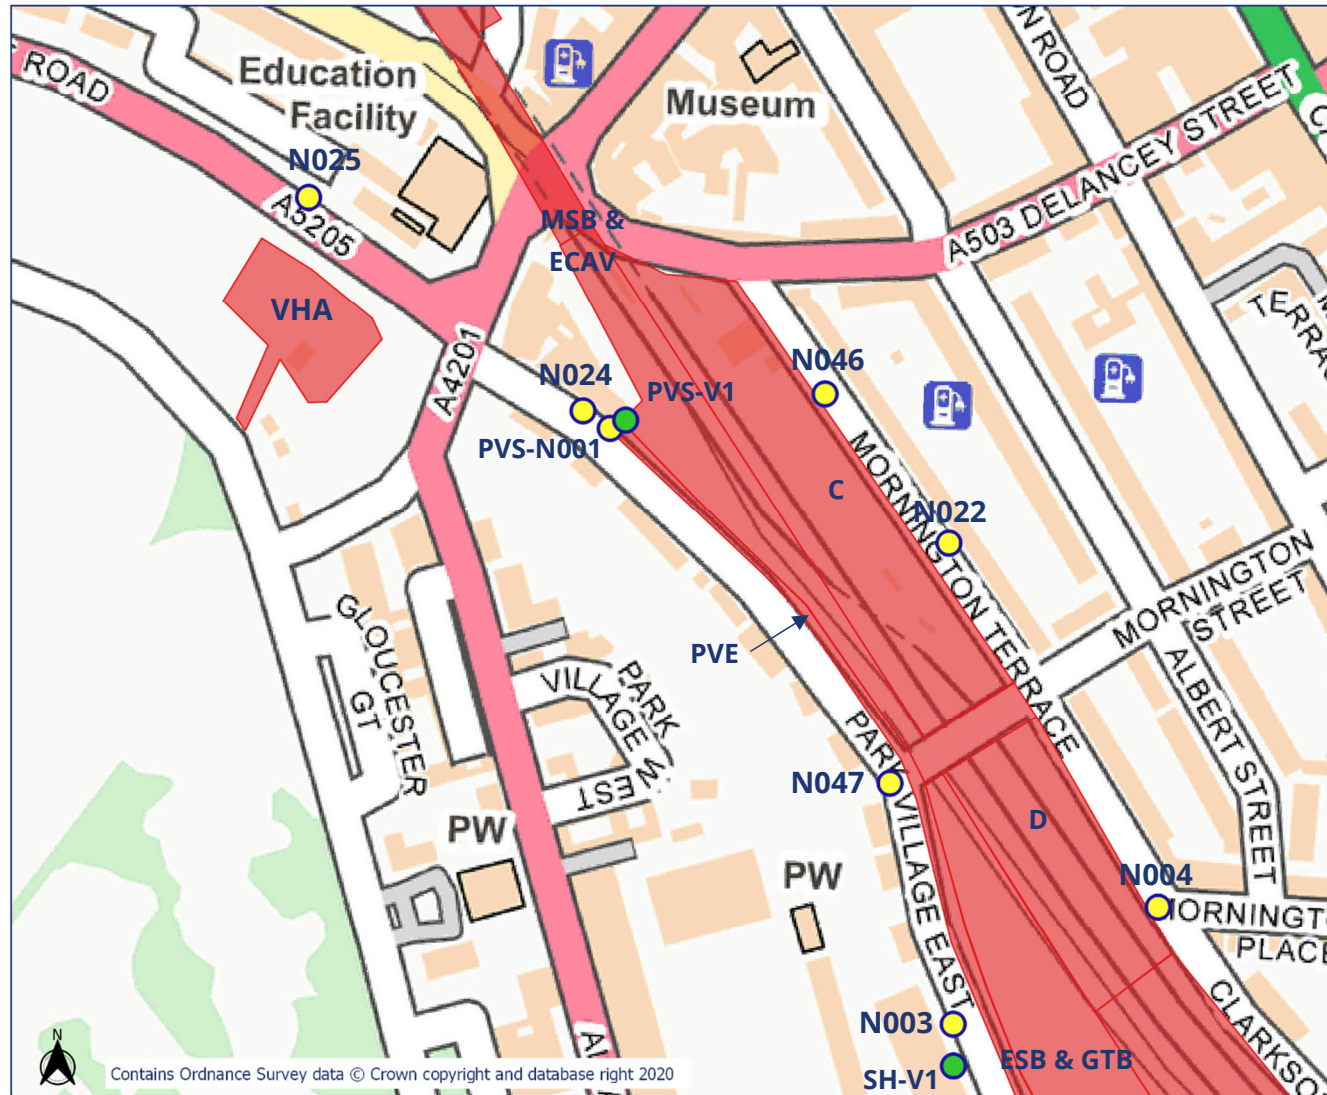 ROAD
Education
Facility
N025
A5205
Museum
ON ROAD
A503 DELANCEY STREET
MSB &
ECAV
VHA
A4201
N024
PVS-V1
PVS-N001
N046
C
N022
MORNINGTON TERRACE
MORNINGTON
STREET
ALBERT STREET
PVE
GLOUCESTER
GT
PARK
VILLAGE
WEST
PARK VILLAGE EAST
N047
D
PW
PW
N004
MORNINGT
PLACE
N003
SH-V1
ESB & GTB
CLARKSO
N
Contains Ordnance Survey data © Crown copyright and database right 2020